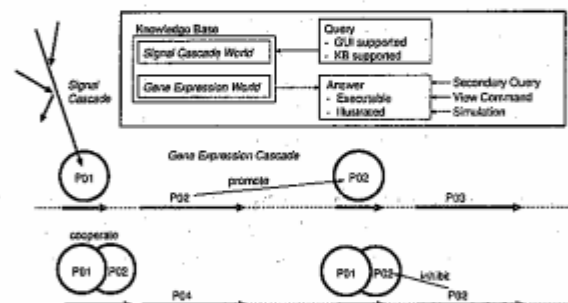 Knowledge Base
Signal Cascade World
Gene Expression World
Query
- GUI supported
- KB supported
Answer
- Executable
- Illustrated
Secondary Query
View Command
Simulation
Signal
Cascade
Gene Expression Cascade
P01
promote
P02
P02
P03
cooperate
P01
P02
P04
P01
P02
inhibit